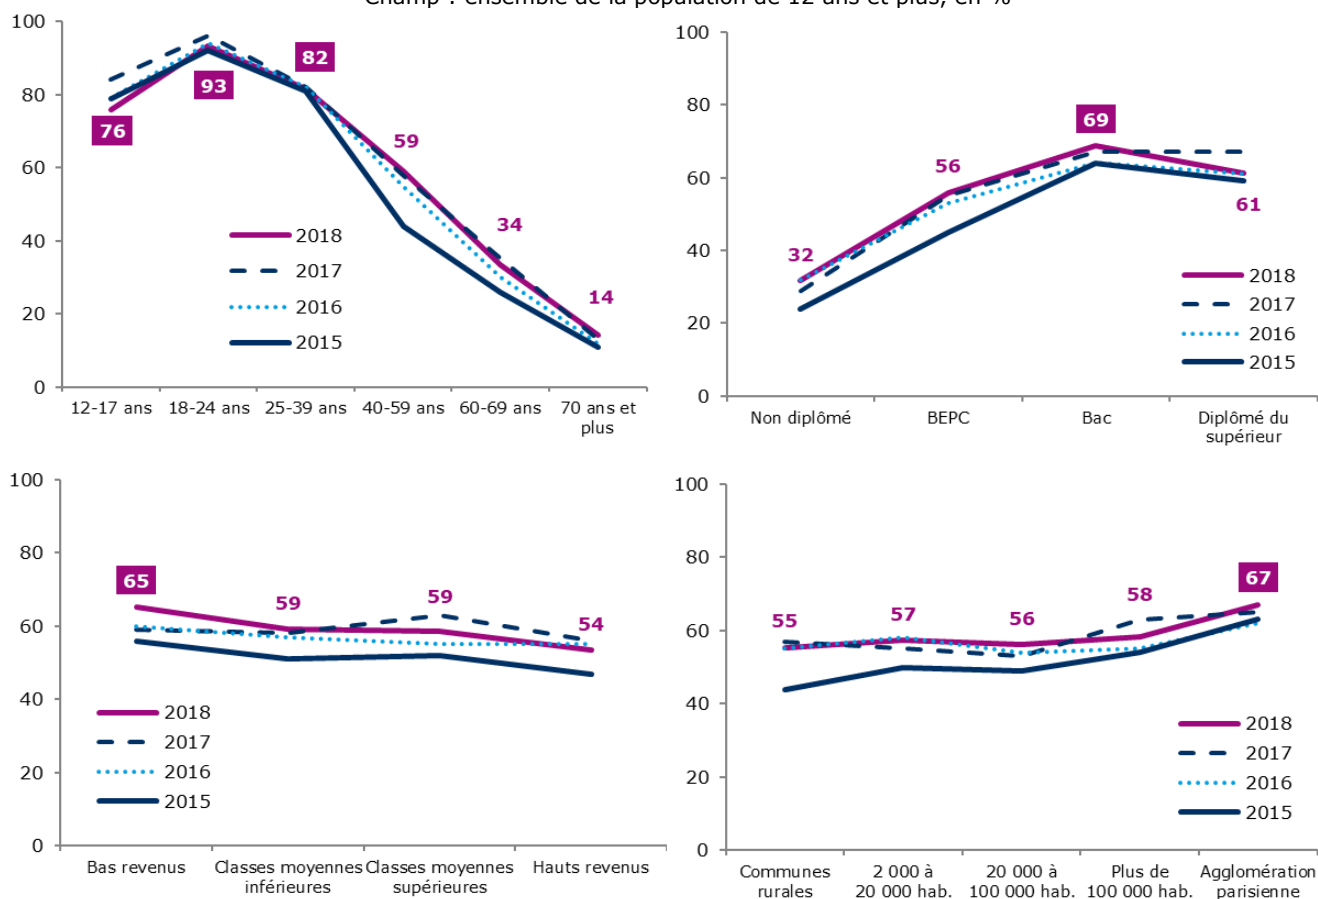 Champ : ensemble de la population de 12 ans et plus, en %
100
80
60
40
20
0
76
93
82
59
34
14
2018
2017
2016
2015
12-17 ans
18-24 ans
25-39 ans
40-59 ans
60-69 ans
70 ans et
plus
100
80
60
40
20
0
32
56
69
61
2018
2017
2016
2015
Non diplômé
BEPC
Bac
Diplômé du
supérieur
100
80
60
40
20
0
65
59
59
54
2018
2017
2016
2015
Bas revenus
Classes moyennes
inférieures
Classes moyennes
supérieures
Hauts revenus
100
80
60
40
20
0
55
57
56
58
67
2018
2017
2016
2015
Communes
rurales
2 000 à
20 000 hab.
20 000 à
100 000 hab.
Plus de
100 000 hab.
Agglomération
parisienne